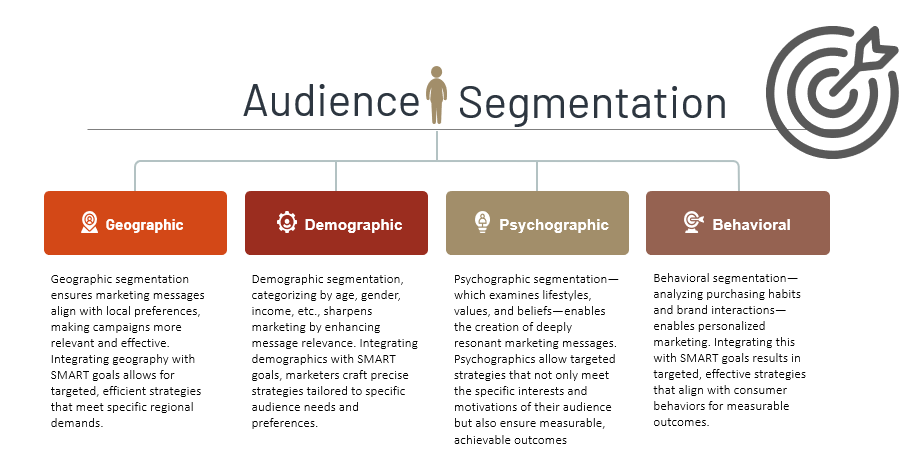 Audience Segmentation
Geographic
Demographic
Psychographic
Behavioral
Geographic segmentation
ensures marketing messages
align with local preferences,
making campaigns more
relevant and effective.
Integrating geography with
SMART goals allows for
targeted, efficient strategies
that meet specific regional
demands.
Demographic segmentation,
categorizing by age, gender,
income, etc., sharpens
marketing by enhancing
message relevance. Integrating
demographics with SMART
goals, marketers craft precise
strategies tailored to specific
audience needs and
preferences.
Psychographic segmentation—
which examines lifestyles,
values, and beliefs—enables
the creation of deeply
resonant marketing messages.
Psychographics allow targeted
strategies that not only meet
the specific interests and
motivations of their audience
but also ensure measurable,
achievable outcomes
Behavioral segmentation—
analyzing purchasing habits
and brand interactions—
enables personalized
marketing. Integrating this
with SMART goals results in
targeted, effective strategies
that align with consumer
behaviors for measurable
outcomes.